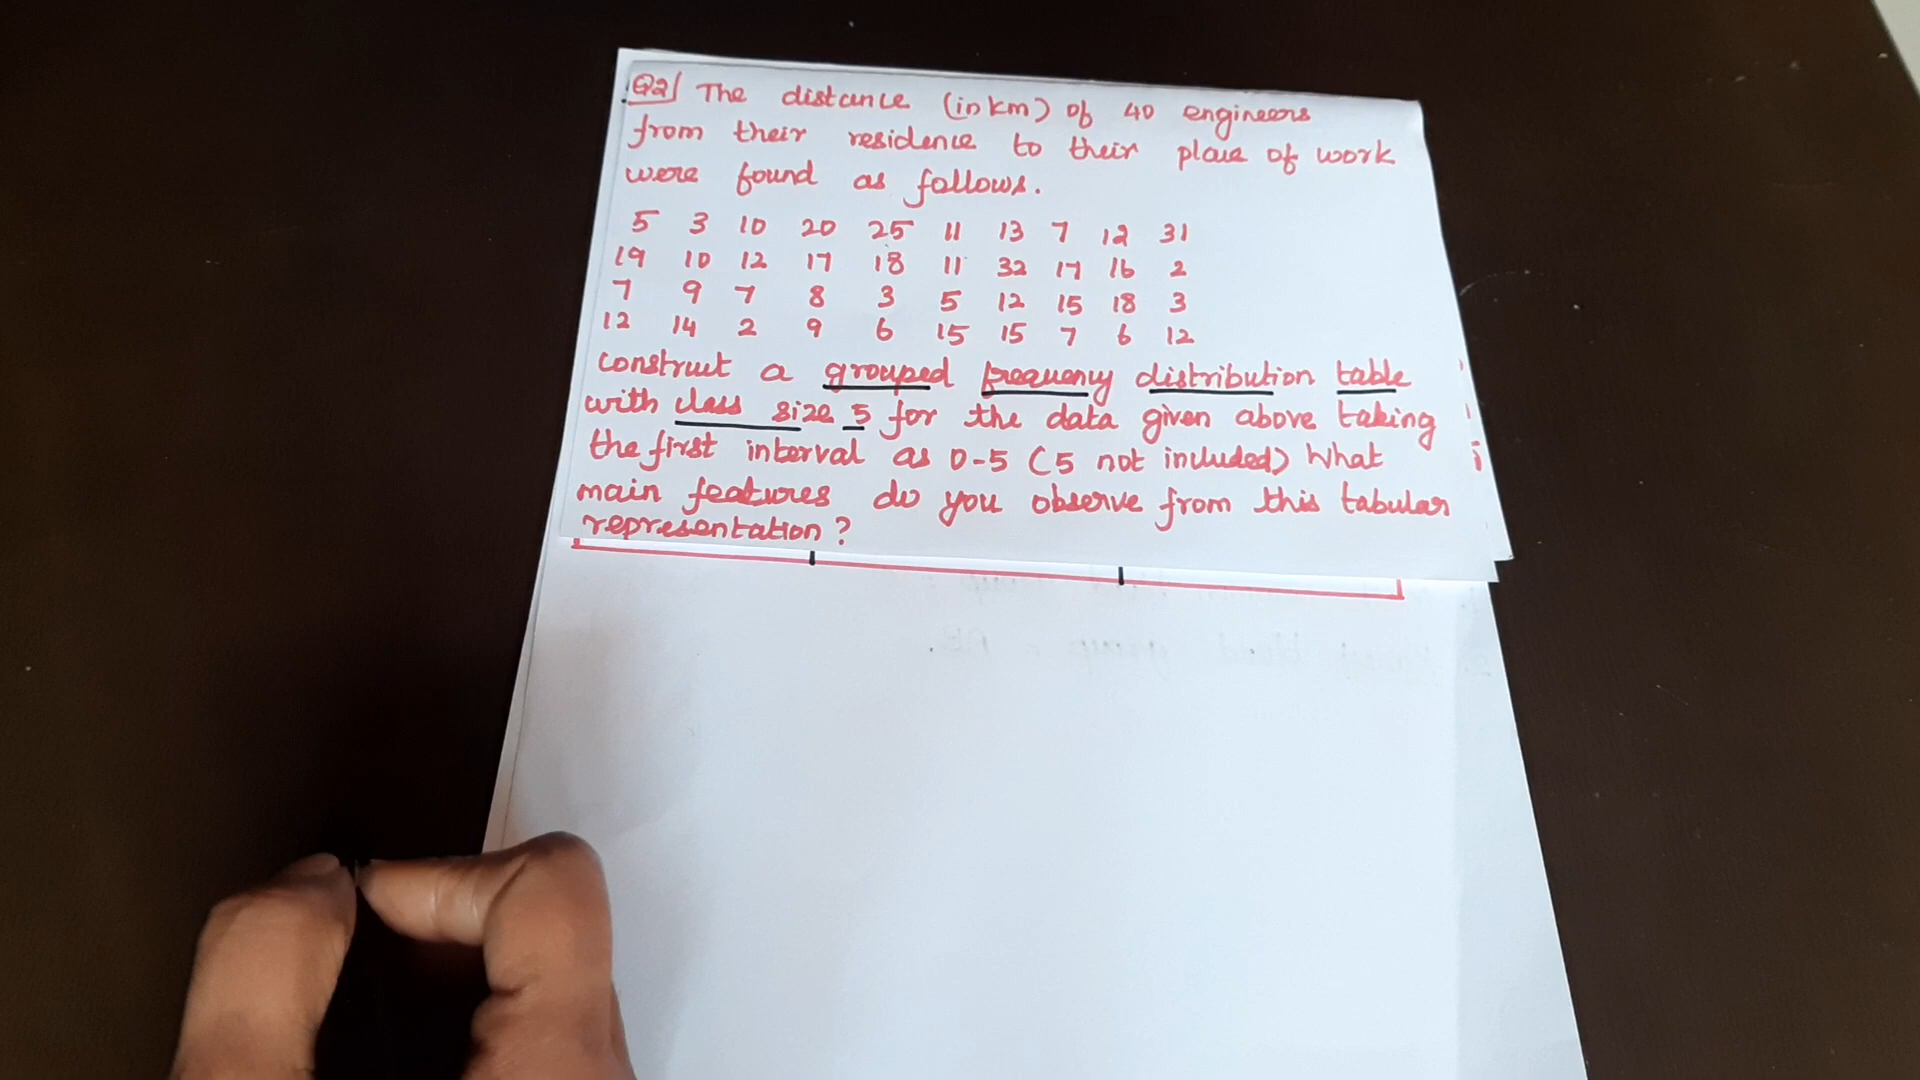 Q2/ The distance (in km) of 40 engineers
from their residence to their place of work
were found as follows.
5 3 10 20 25 11 13 7 12 31
19 10 12 17 18 11 32 17 16 2
7 9 7 8 3 5 12 15 18 3
12 14 2 9 6 15 15 7 6 12
construct a grouped frequency distribution table
with class size 5 for the data given above taking
the first interval as 0-5 (5 not included) What
main features do you observe from this tabular
representation?